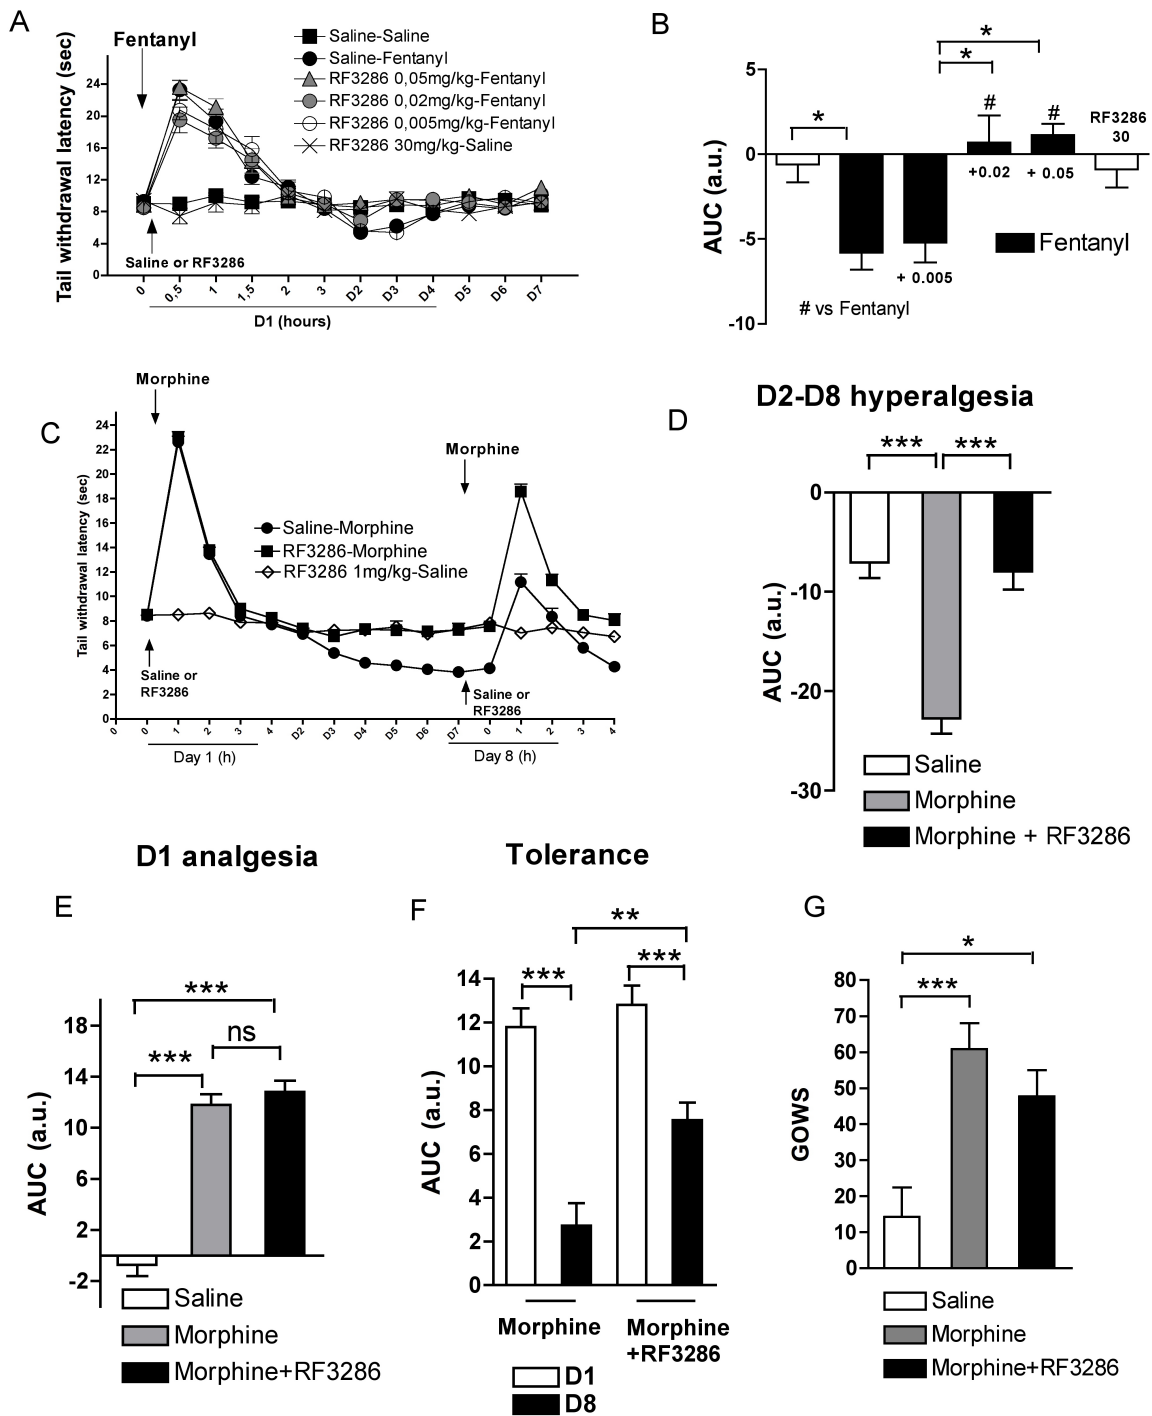 A
Tail withdrawal latency (sec)
Fentanyl
Saline-Saline
Saline-Fentanyl
RF3286 0,05mg/kg-Fentanyl
RF3286 0,02mg/kg-Fentanyl
RF3286 0,005mg/kg-Fentanyl
RF3286 30mg/kg-Saline
24
20
16
12
8
4
0
Saline or RF3286
0 0,5 1 1,5 2 3 D2 D3 D4 D5 D6 D7
D1 (hours)
B
AUC (a.u.)
5
0
-5
-10
*
*
*
#
#
RF3286
30
+0.02
+ 0.05
+ 0.005
Fentanyl
# vs Fentanyl
C
Tail withdrawal latency (sec)
Morphine
Morphine
24
22
20
18
16
14
12
10
8
6
4
2
0
Saline-Morphine
RF3286-Morphine
RF3286 1mg/kg-Saline
Saline or
RF3286
Saline or
RF3286
0 0 1 2 3 4 D2 D3 D4 D5 D6 D7 0 1 2 3 4
Day 1 (h)
Day 8 (h)
D2-D8 hyperalgesia
D
*** ***
AUC (a.u.)
0
-10
-20
-30
Saline
Morphine
Morphine + RF3286
D1 analgesia
E
AUC (a.u.)
***
ns
***
18
14
10
6
2
-2
Saline
Morphine
Morphine+RF3286
Tolerance
F
AUC (a.u.)
**
*** ***
14
12
10
8
6
4
2
0
Morphine
Morphine
+RF3286
D1
D8
G
GOWS
*
***
80
70
60
50
40
30
20
10
0
Saline
Morphine
Morphine+RF3286